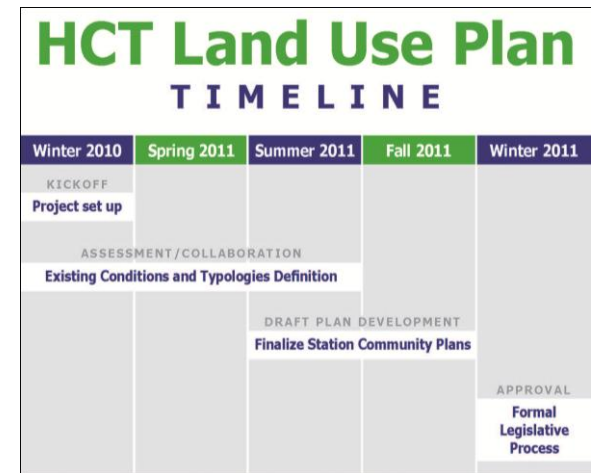 HCT Land Use Plan
TIMELINE
Winter 2010 Spring 2011 Summer 2011 Fall 2011 Winter 2011
KICKOFF
Project set up
ASSESSMENT/COLLABORATION
Existing Conditions and Typologies Definition
DRAFT PLAN DEVELOPMENT
Finalize Station Community Plans
APPROVAL
Formal
Legislative
Process